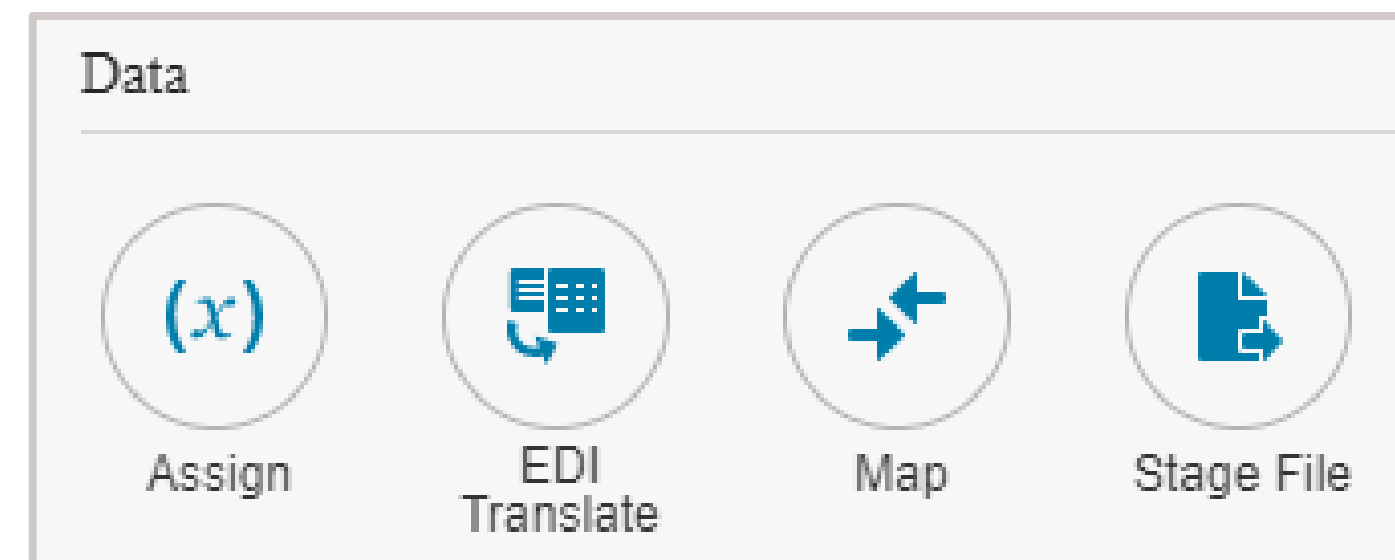 Data
(x)
Assign
EDI
Translate
Map
Stage File